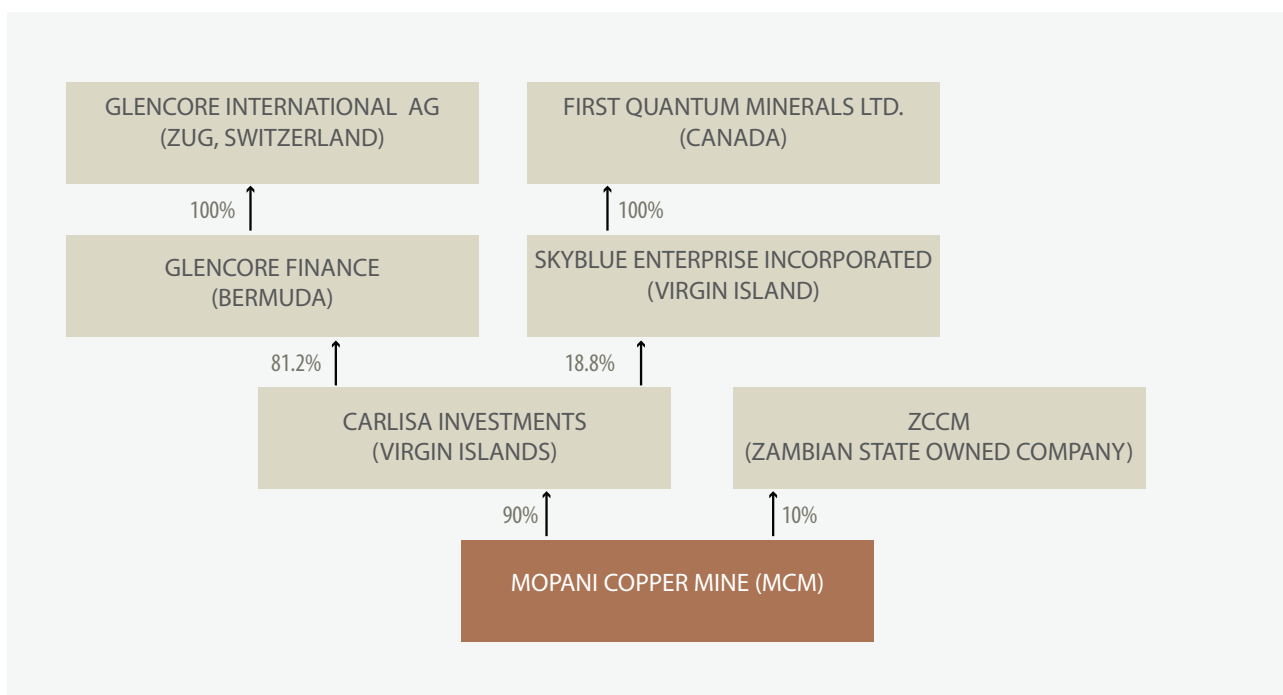 GLENCORE INTERNATIONAL AG
(ZUG, SWITZERLAND)
FIRST QUANTUM MINERALS LTD.
(CANADA)
100%
100%
GLENCORE FINANCE
(BERMUDA)
SKYBLUE ENTERPRISE INCORPORATED
(VIRGIN ISLAND)
81.2%
18.8%
CARLISA INVESTMENTS
(VIRGIN ISLANDS)
ZCCM
(ZAMBIAN STATE OWNED COMPANY)
90%
10%
MOPANI COPPER MINE (MCM)